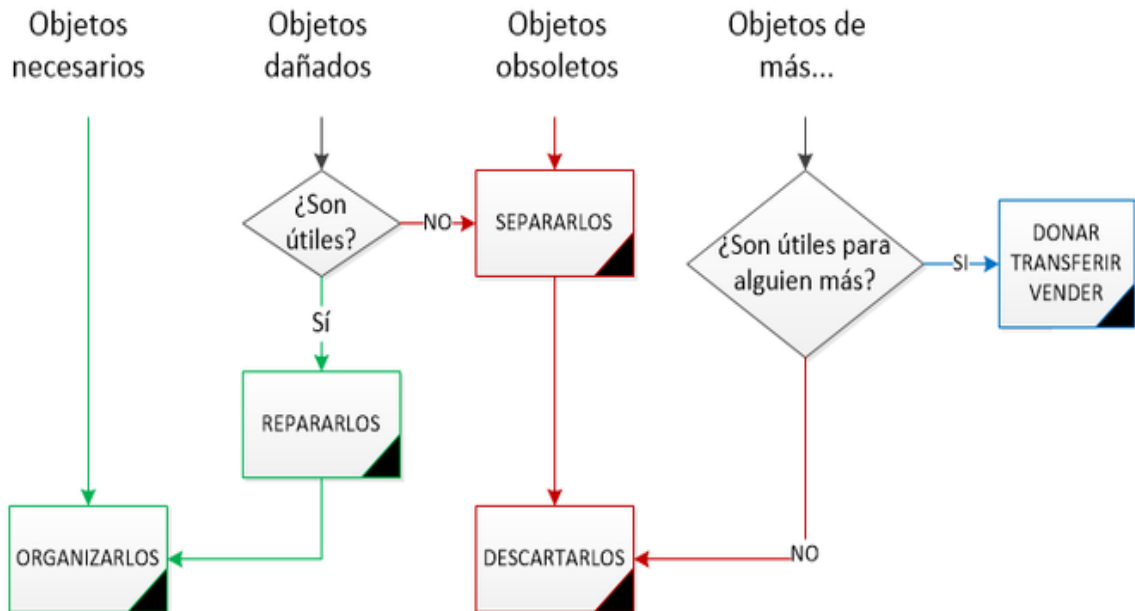 Objetos
necesarios
Objetos
dañados
Objetos
obsoletos
Objetos de
más...
¿Son
útiles?
NO
SEPARARLOS
¿Son útiles para
alguien más?
SI
DONAR
TRANSFERIR
VENDER
Sí
REPARARLOS
ORGANIZARLOS
DESCARTARLOS
NO